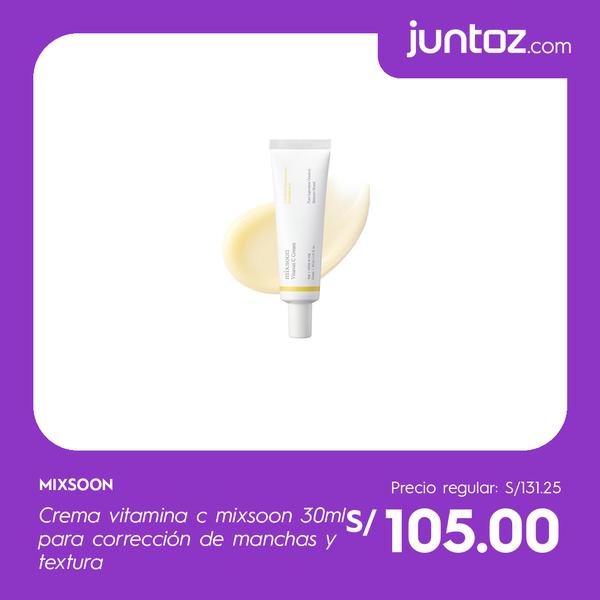 juntoz.com
mixsoon
Vitamin C Cream
MIXSOON
Crema vitamina c mixsoon 30ml
para corrección de manchas y
textura
Precio regular: S/131.25
S/ 105.00